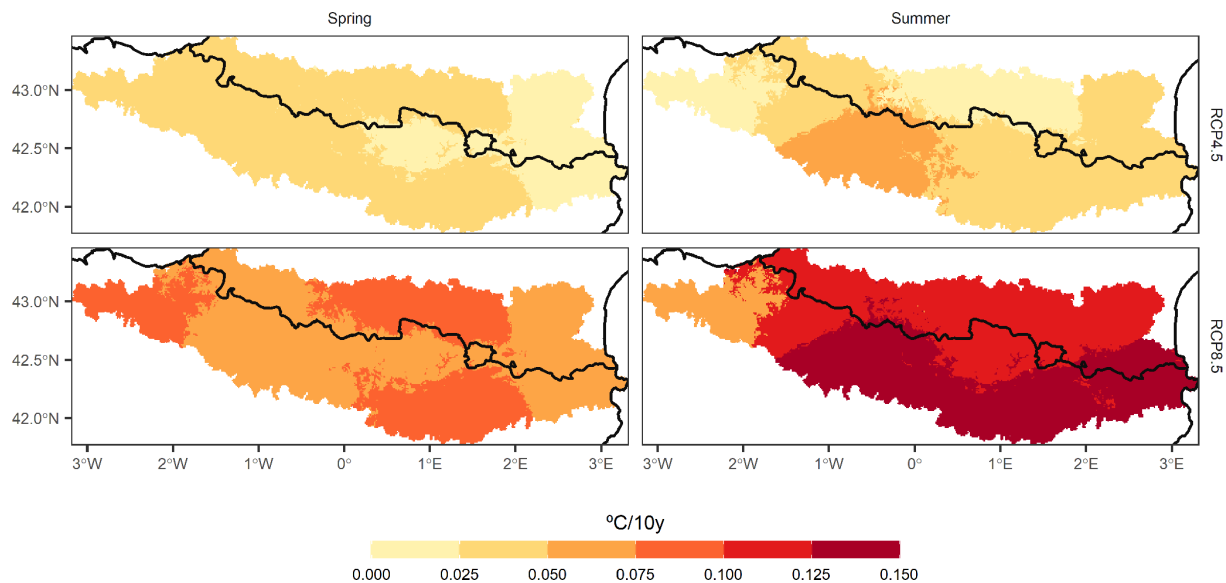 Spring Summer
43.0°N
42.5°N
42.0°N
RCP4.5
43.0°N
42.5°N
42.0°N
RCP8.5
3°W 2°W 1°W 0° 1°E 2°E 3°E 3°W 2°W 1°W 0° 1°E 2°E 3°E
ºC/10y
0.000 0.025 0.050 0.075 0.100 0.125 0.150